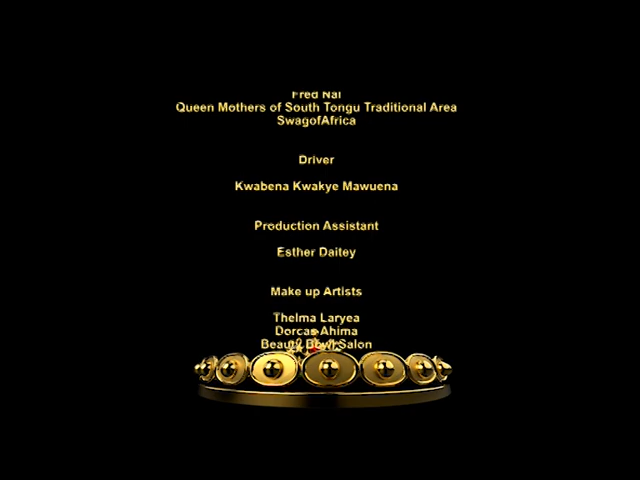 Fred Nai
Queen Mothers of South Tongu Traditional Area
SwagofAfrica
Driver
Kwabena Kwakye Mawuena
Production Assistant
Esther Daitey
Make up Artists
Thelma Laryea
Dorcas Ahima
Beauty Bowl Salon